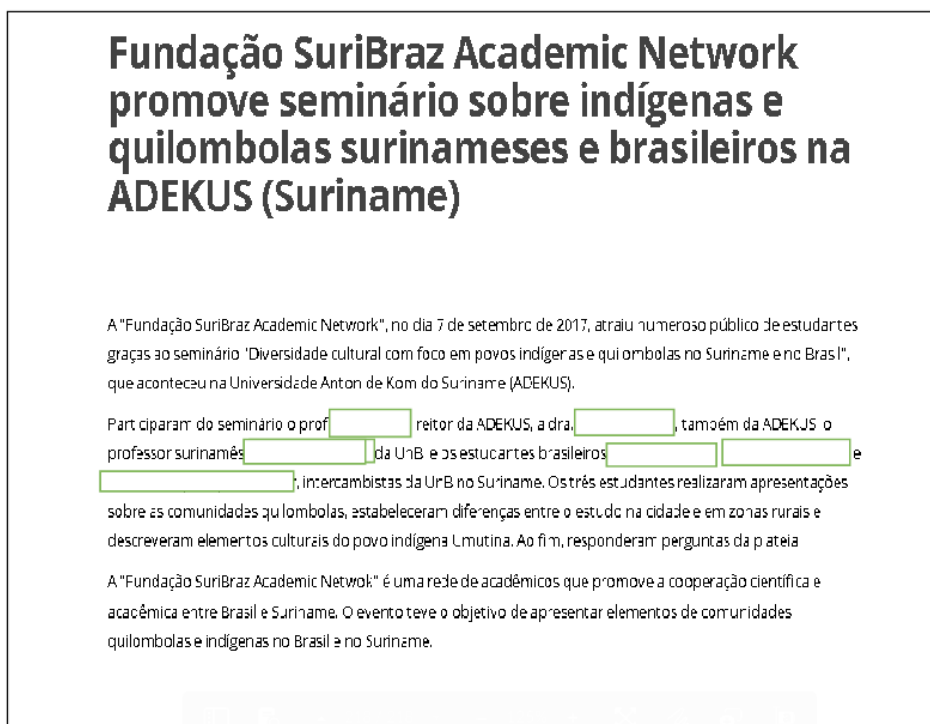 Fundação SuriBraz Academic Network
promove seminário sobre indígenas e
quilombolas surinameses e brasileiros na
ADEKUS (Suriname)
A "Fundação SuriBraz Academic Network", no dia 7 de setembro de 2017, atraiu numeroso público de estudantes
graças ao seminário "Diversidade cultural com foco em povos indígenas e quilombolas no Suriname e no Brasil",
que aconteceu na Universidade Anton de Kom do Suriname (ADEKUS).
Participaram do seminário o prof reitor da ADEKUS, a dra. , também da ADEKUS o
professor surinamês da UnB e os estudantes brasileiros e
, intercambistas da UnB no Suriname. Os três estudantes realizaram apresentações
sobre as comunidades quilombolas, estabeleceram diferenças entre o estudo na cidade e em zonas rurais e
descreveram elementos culturais do povo indígena Umutina. Ao fim, responderam perguntas da plateia
A "Fundação SuriBraz Academic Netwok" é uma rede de acadêmicos que promove a cooperação científica e
acadêmica entre Brasil e Suriname. O evento teve o objetivo de apresentar elementos de comunidades
quilombolas e indígenas no Brasil e no Suriname.